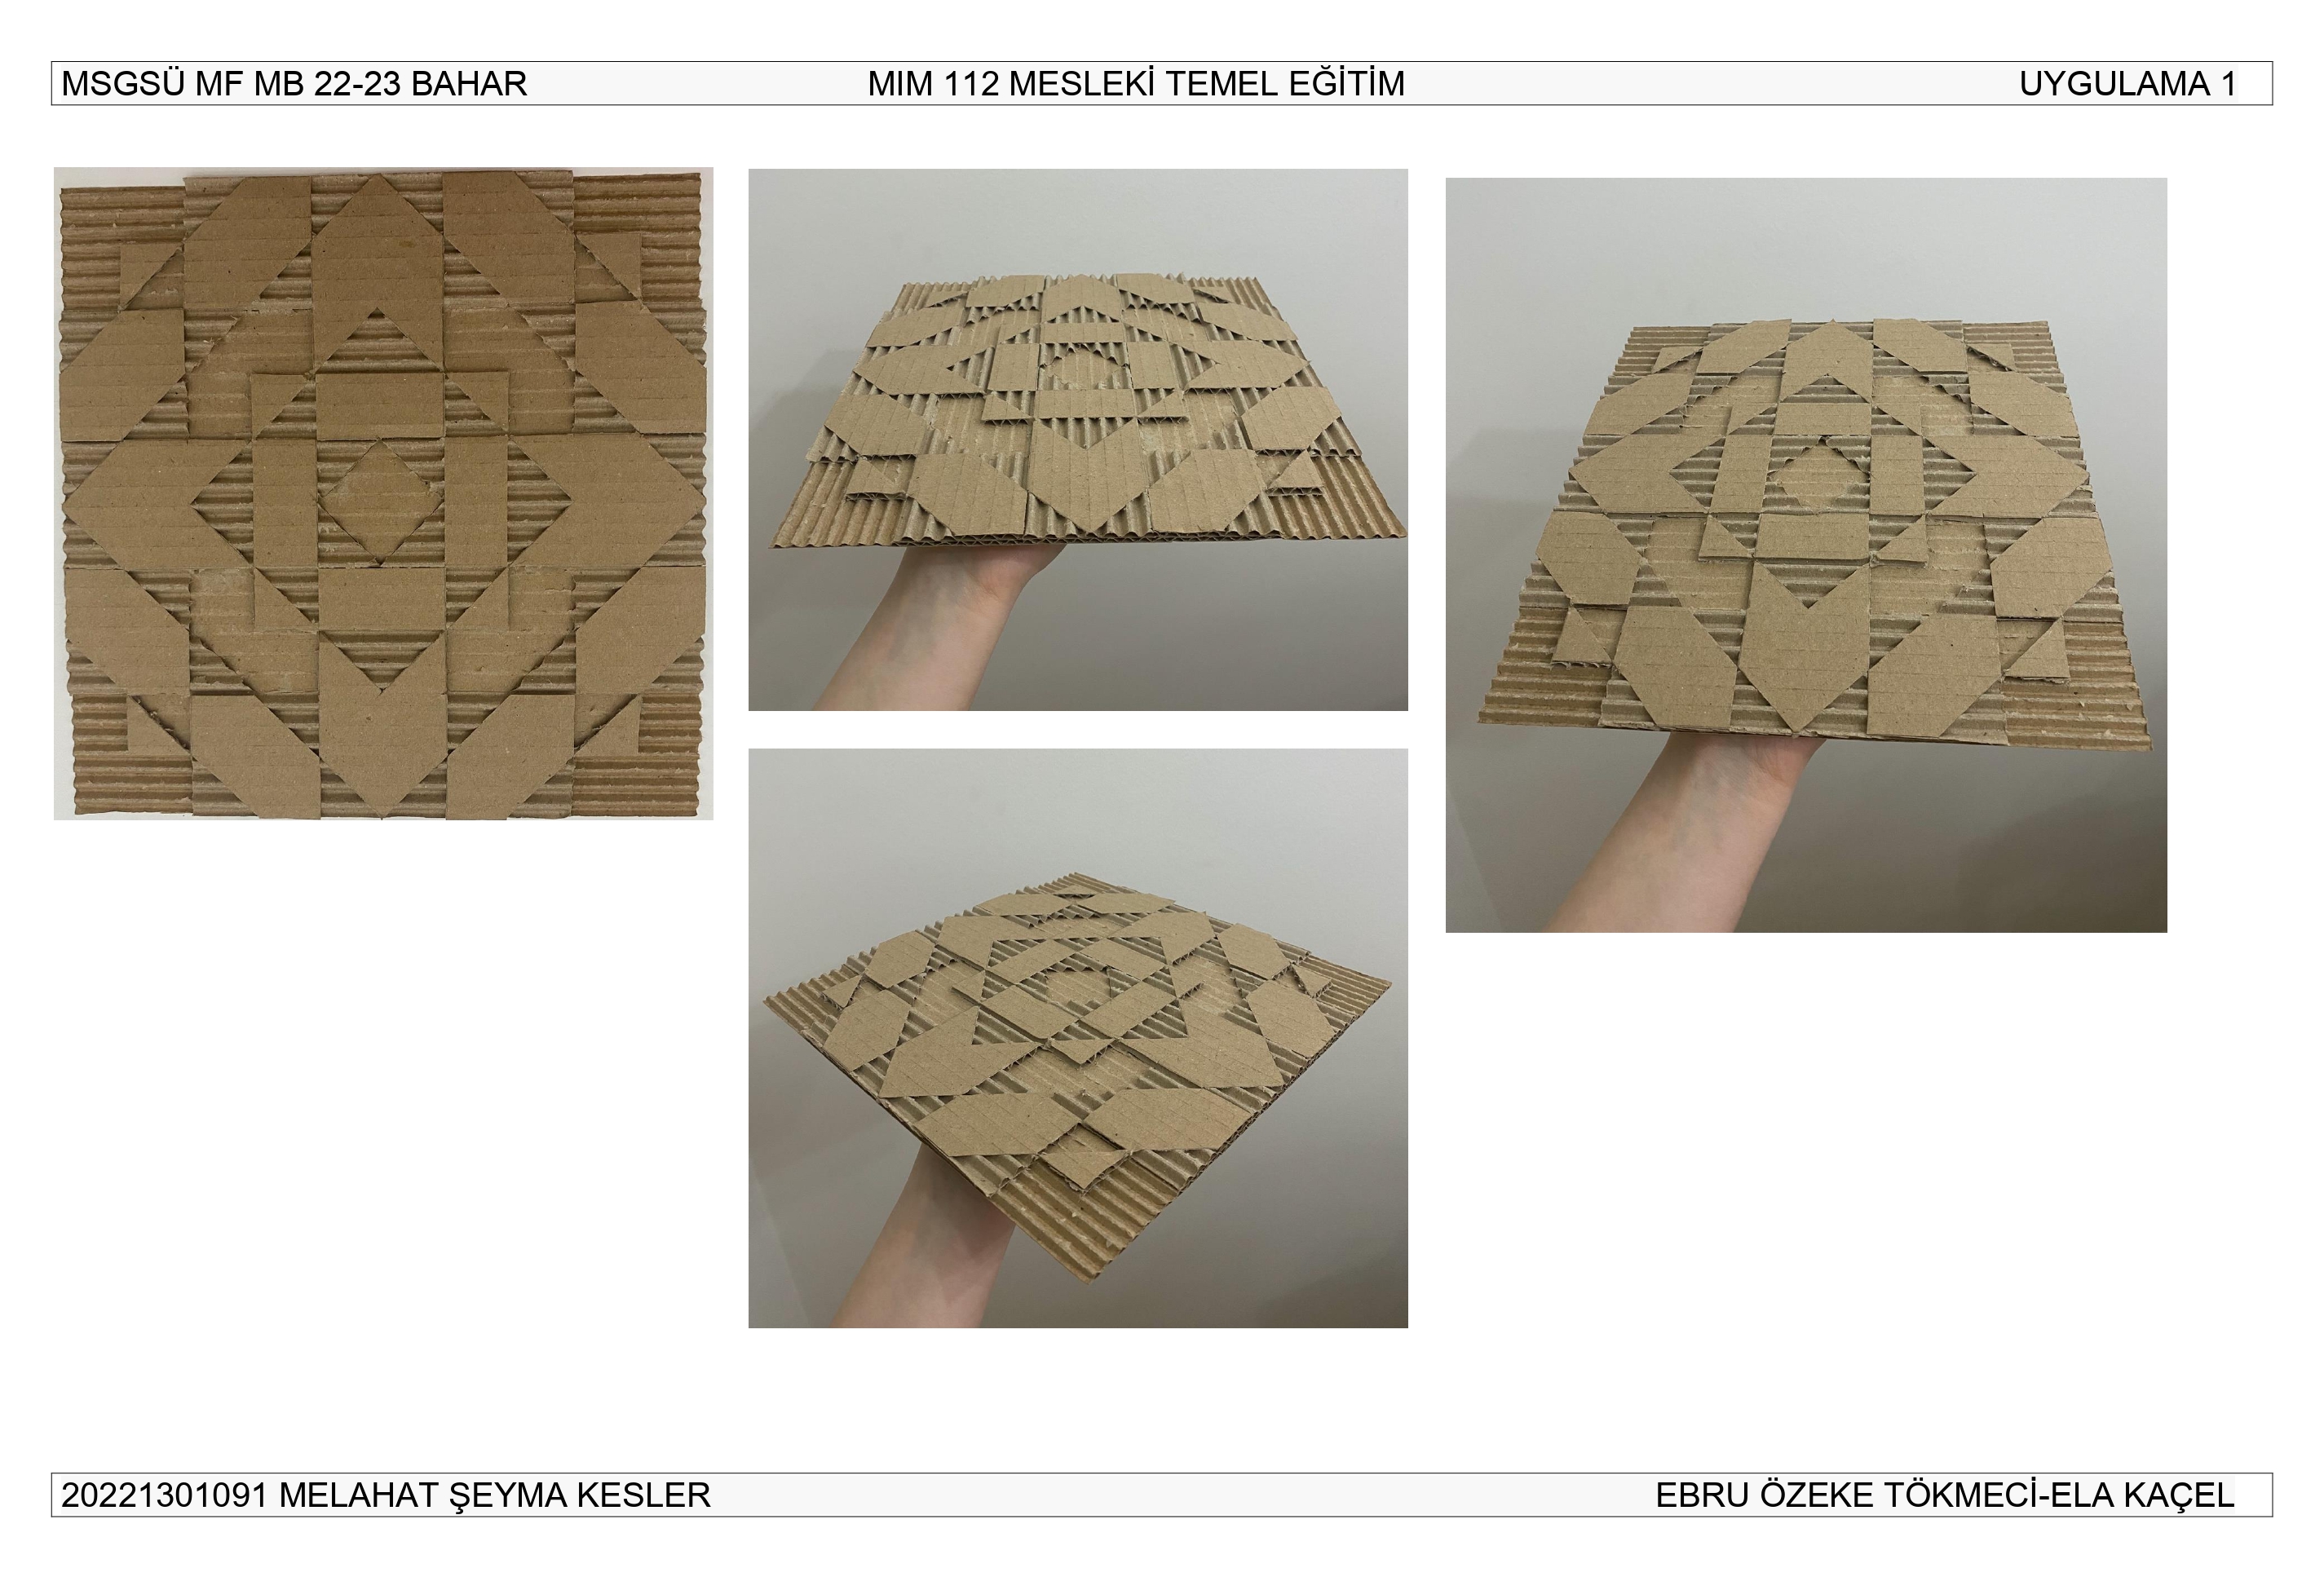 MSGSÜ MF MB 22-23 BAHAR MIM 112 MESLEKİ TEMEL EĞİTİM UYGULAMA 1
20221301091 MELAHAT ŞEYMA KESLER EBRU ÖZEKE TÖKMECİ-ELA KAÇEL